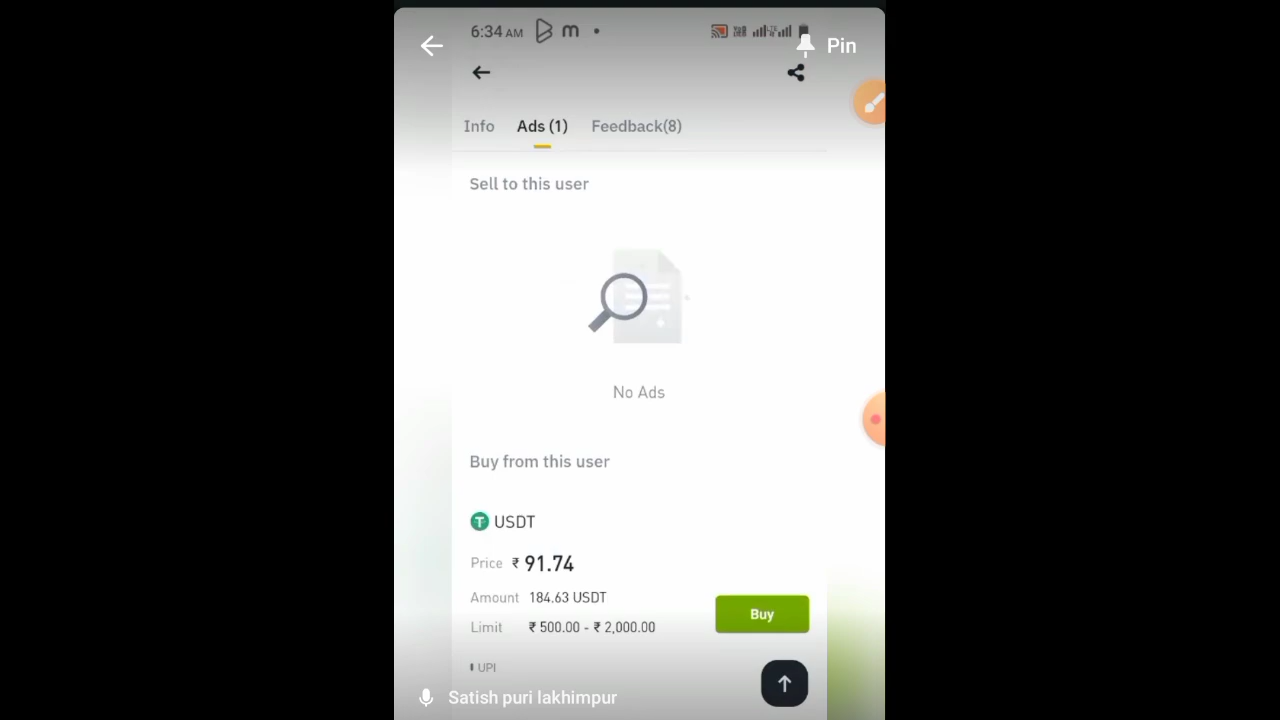 6:34 AM
Pin
Info Ads (1) Feedback(8)
Sell to this user
No Ads
Buy from this user
USDT
Price ₹ 91.74
Amount 184.63 USDT
Limit ₹ 500.00 - ₹ 2,000.00
Buy
UPI
Satish puri lakhimpur